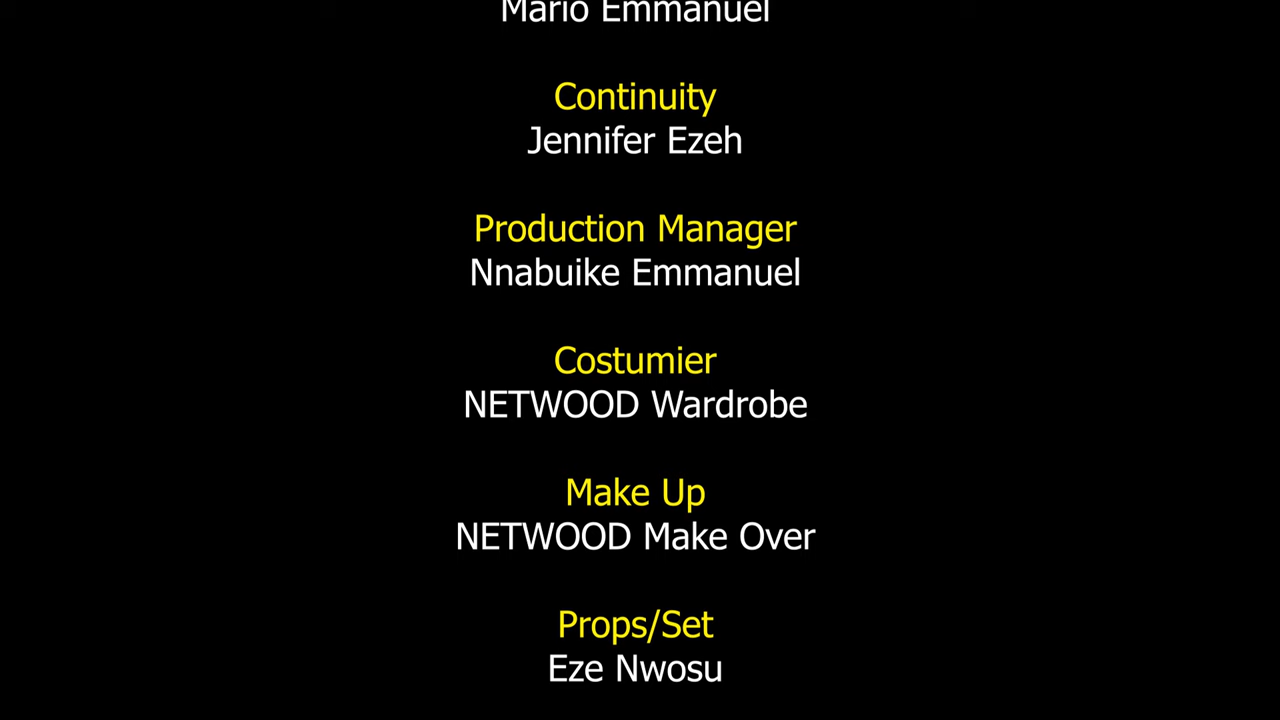 Mario Emmanuel
Continuity
Jennifer Ezeh
Production Manager
Nnabuike Emmanuel
Costumier
NETWOOD Wardrobe
Make Up
NETWOOD Make Over
Props/Set
Eze Nwosu